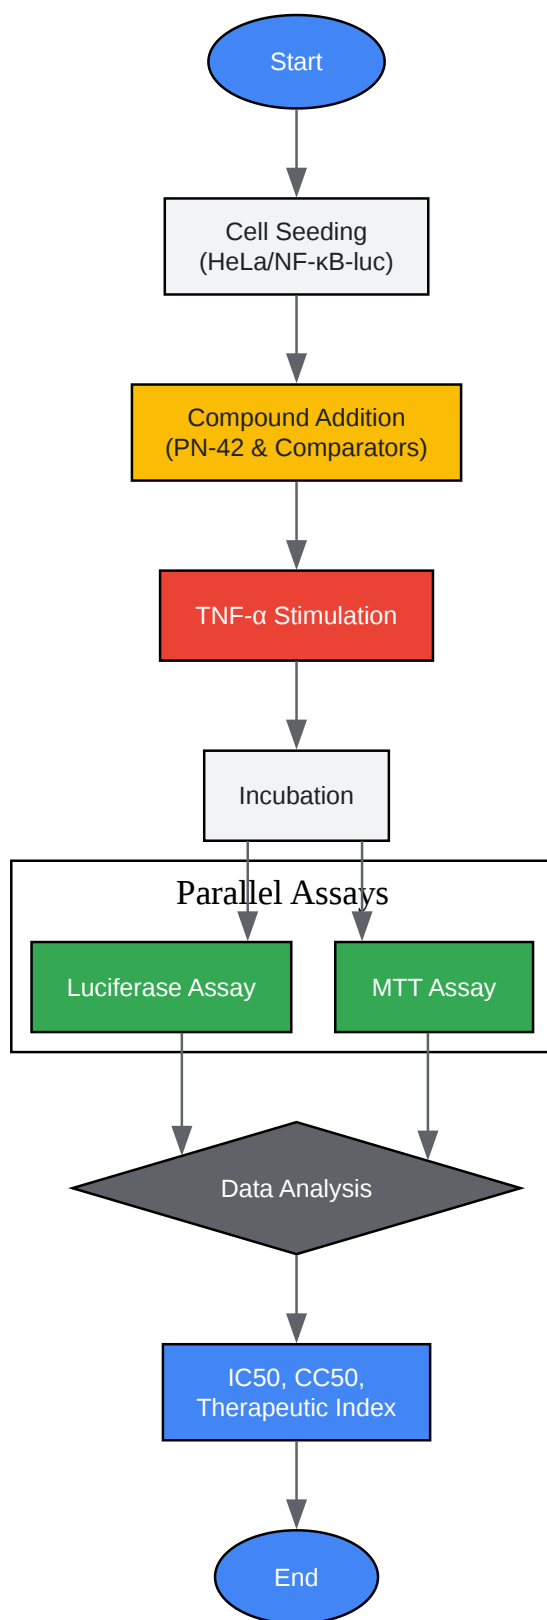 Start
Cell Seeding
(HeLa/NF-κB-luc)
Compound Addition
(PN-42 & Comparators)
TNF-α Stimulation
Incubation
Parallel Assays
Luciferase Assay
MTT Assay
Data Analysis
IC50, CC50,
Therapeutic Index
End